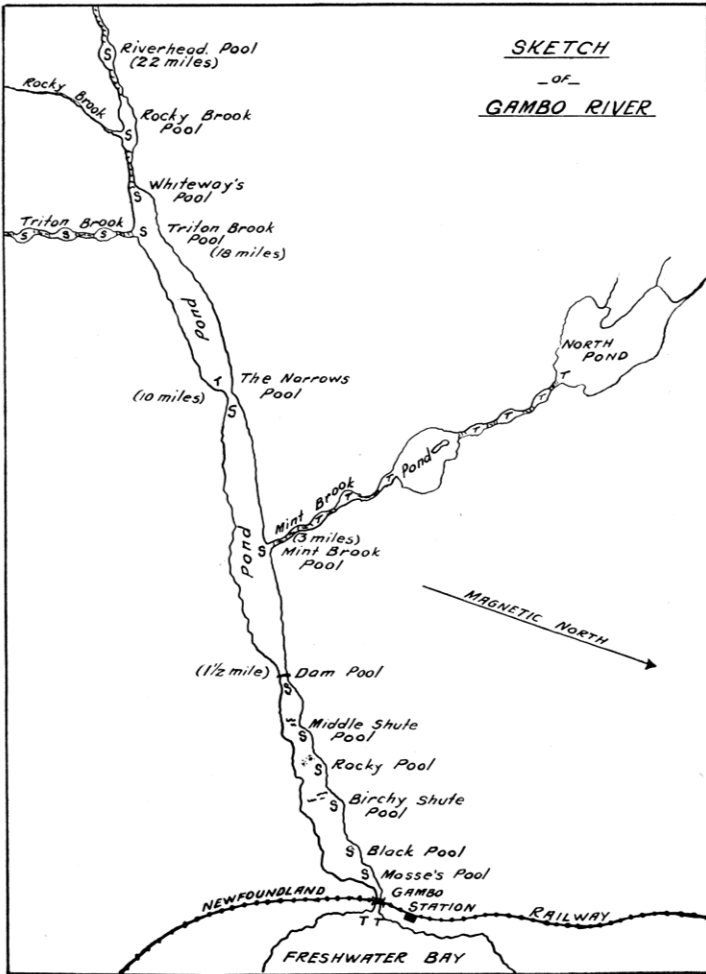 SKETCH
OF
GAMBO RIVER
Riverhead Pool
(22 miles)
S
Rocky Brook
Rocky Brook
Pool
S
Whiteway's
Pool
S
Triton Brook
S S S
S
Triton Brook
Pool
(18 miles)
Pond
T
The Narrows
Pool
(10 miles)
S
NORTH
POND
T
T
T
T
Pond
T
T
T
Mint Brook
(3 miles)
S
Mint Brook
Pool
Pond
MAGNETIC NORTH
(1½ mile)
Dam Pool
S
Middle Shute
Pool
S
Rocky Pool
S
Birchy Shute
Pool
S
Black Pool
S
Mosse's Pool
S
GAMBO
STATION
NEWFOUNDLAND
RAILWAY
T T
FRESHWATER BAY